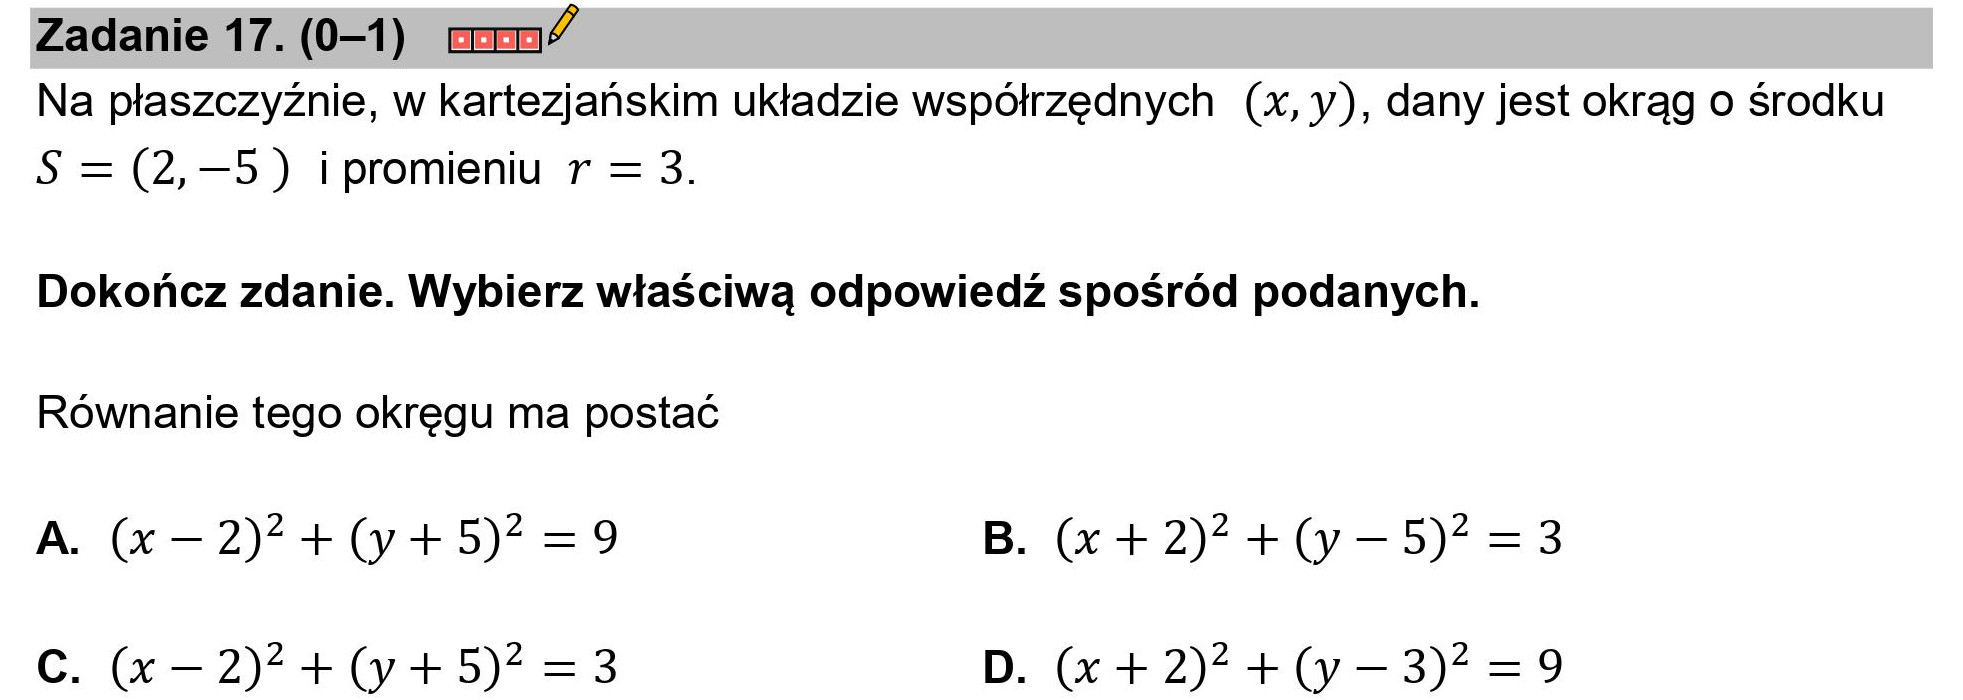 Zadanie 17. (0–1)
Na płaszczyźnie, w kartezjańskim układzie współrzędnych (x, y), dany jest okrąg o środku
S = (2, −5 ) i promieniu r = 3.
Dokończ zdanie. Wybierz właściwą odpowiedź spośród podanych.
Równanie tego okręgu ma postać
A. (x − 2)² + (y + 5)² = 9 B. (x + 2)² + (y − 5)² = 3
C. (x − 2)² + (y + 5)² = 3 D. (x + 2)² + (y − 3)² = 9